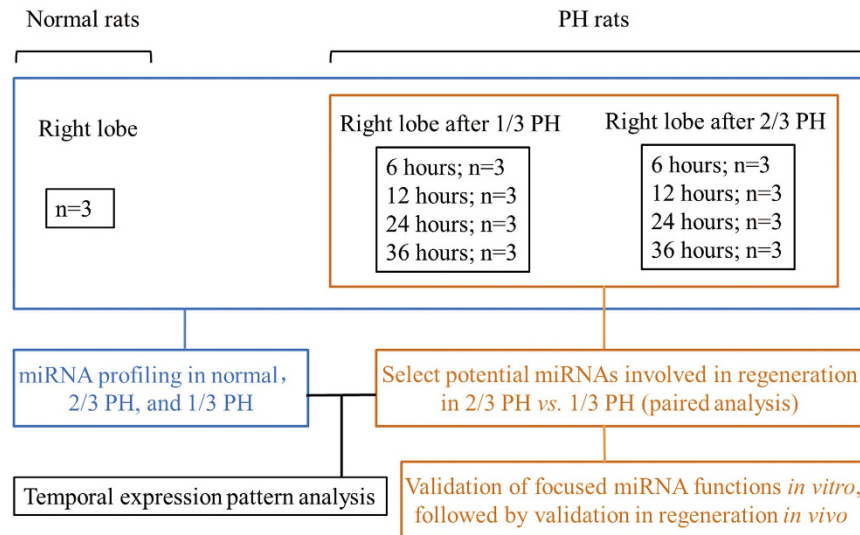 Normal rats
PH rats
Right lobe
n=3
Right lobe after 1/3 PH
6 hours; n=3
12 hours; n=3
24 hours; n=3
36 hours; n=3
Right lobe after 2/3 PH
6 hours; n=3
12 hours; n=3
24 hours; n=3
36 hours; n=3
miRNA profiling in normal，
2/3 PH, and 1/3 PH
Select potential miRNAs involved in regeneration
in 2/3 PH vs. 1/3 PH (paired analysis)
Temporal expression pattern analysis
Validation of focused miRNA functions in vitro,
followed by validation in regeneration in vivo